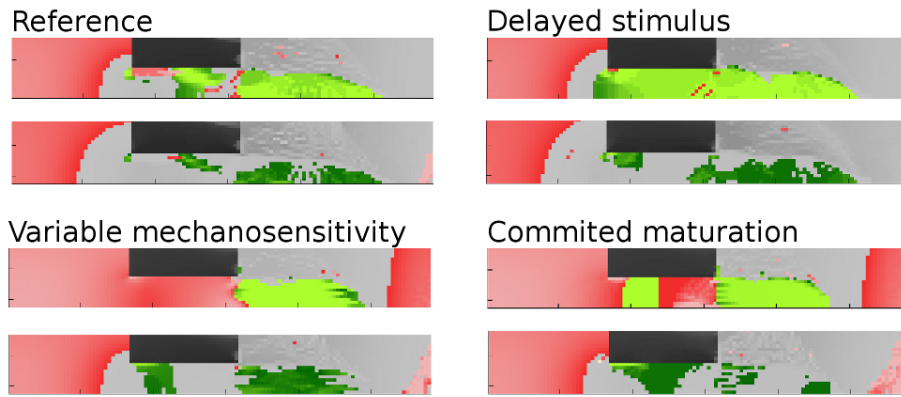 Reference
Delayed stimulus
Variable mechanosensitivity
Commited maturation